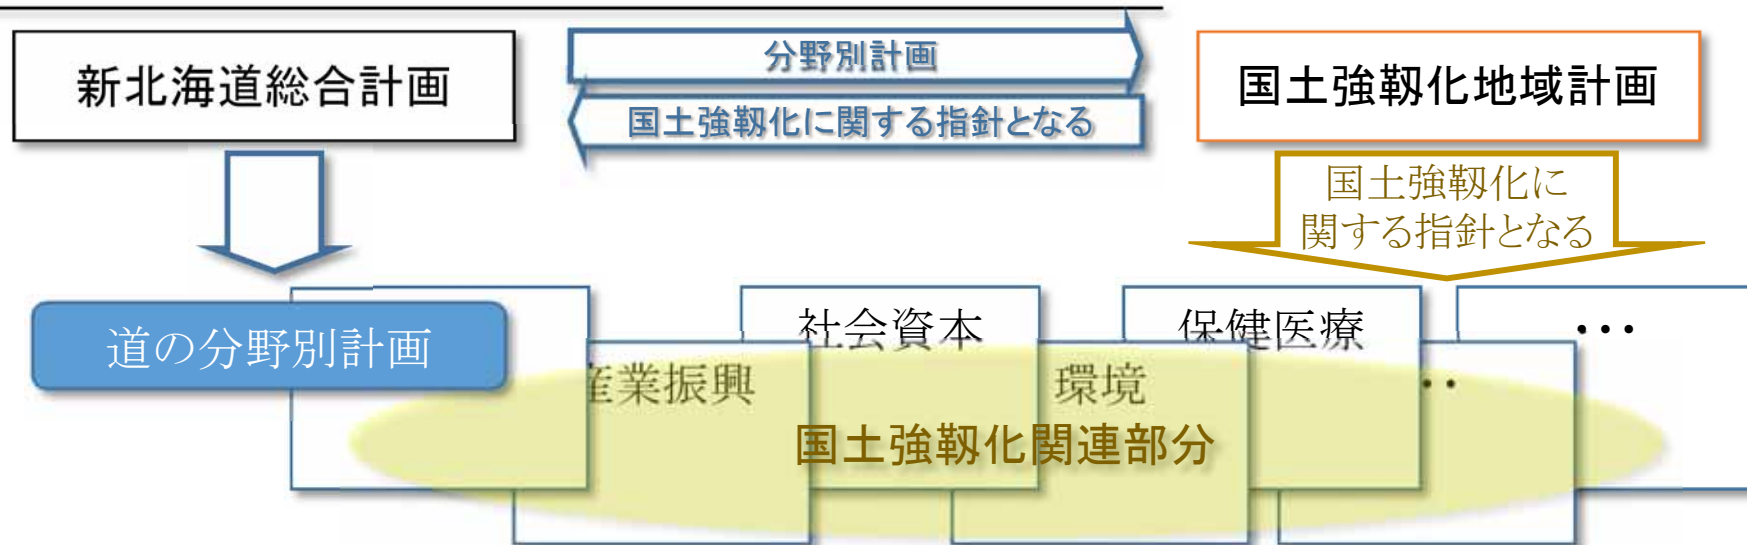 新北海道総合計画
分野別計画
国土強靱化に関する指針となる
国土強靱化地域計画
国土強靱化に
関する指針となる
道の分野別計画
社会資本
保健医療
・・・
産業振興
環境
・・
国土強靱化関連部分